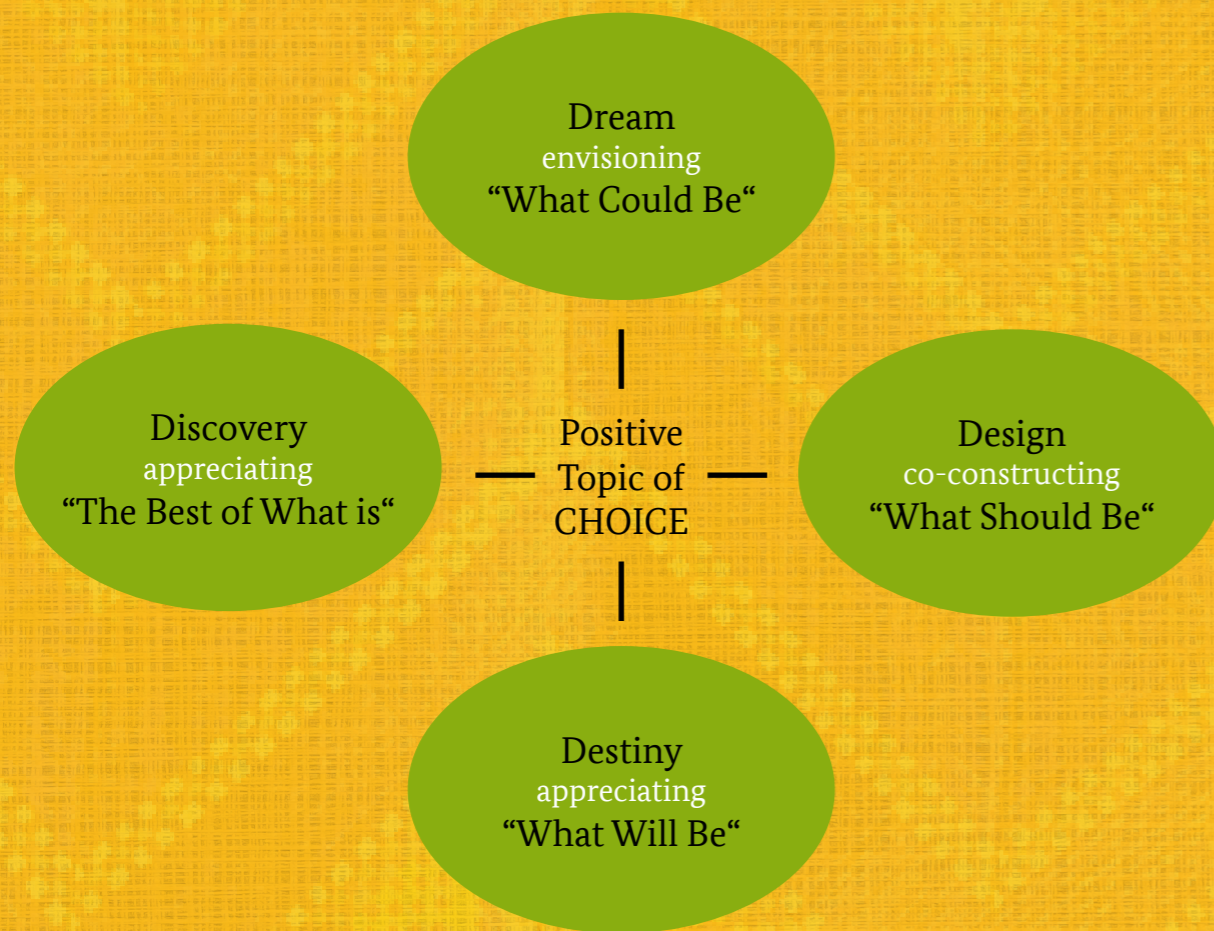 Dream
envisioning
“What Could Be“
Discovery
appreciating
“The Best of What is“
Positive
Topic of
CHOICE
Design
co-constructing
“What Should Be“
Destiny
appreciating
“What Will Be“